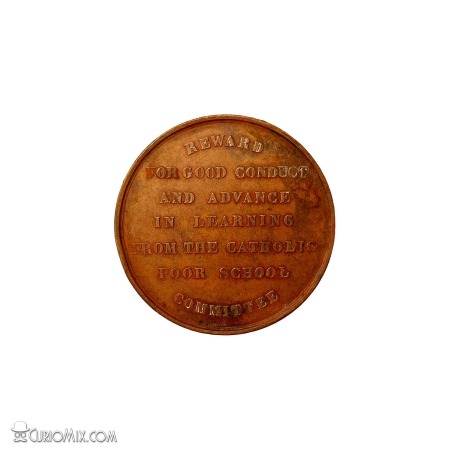 REWARD
FOR GOOD CONDUCT
AND ADVANCE
IN LEARNING
FROM THE CATHOLIC
POOR SCHOOL
COMMITTEE
CURIOMIX.COM